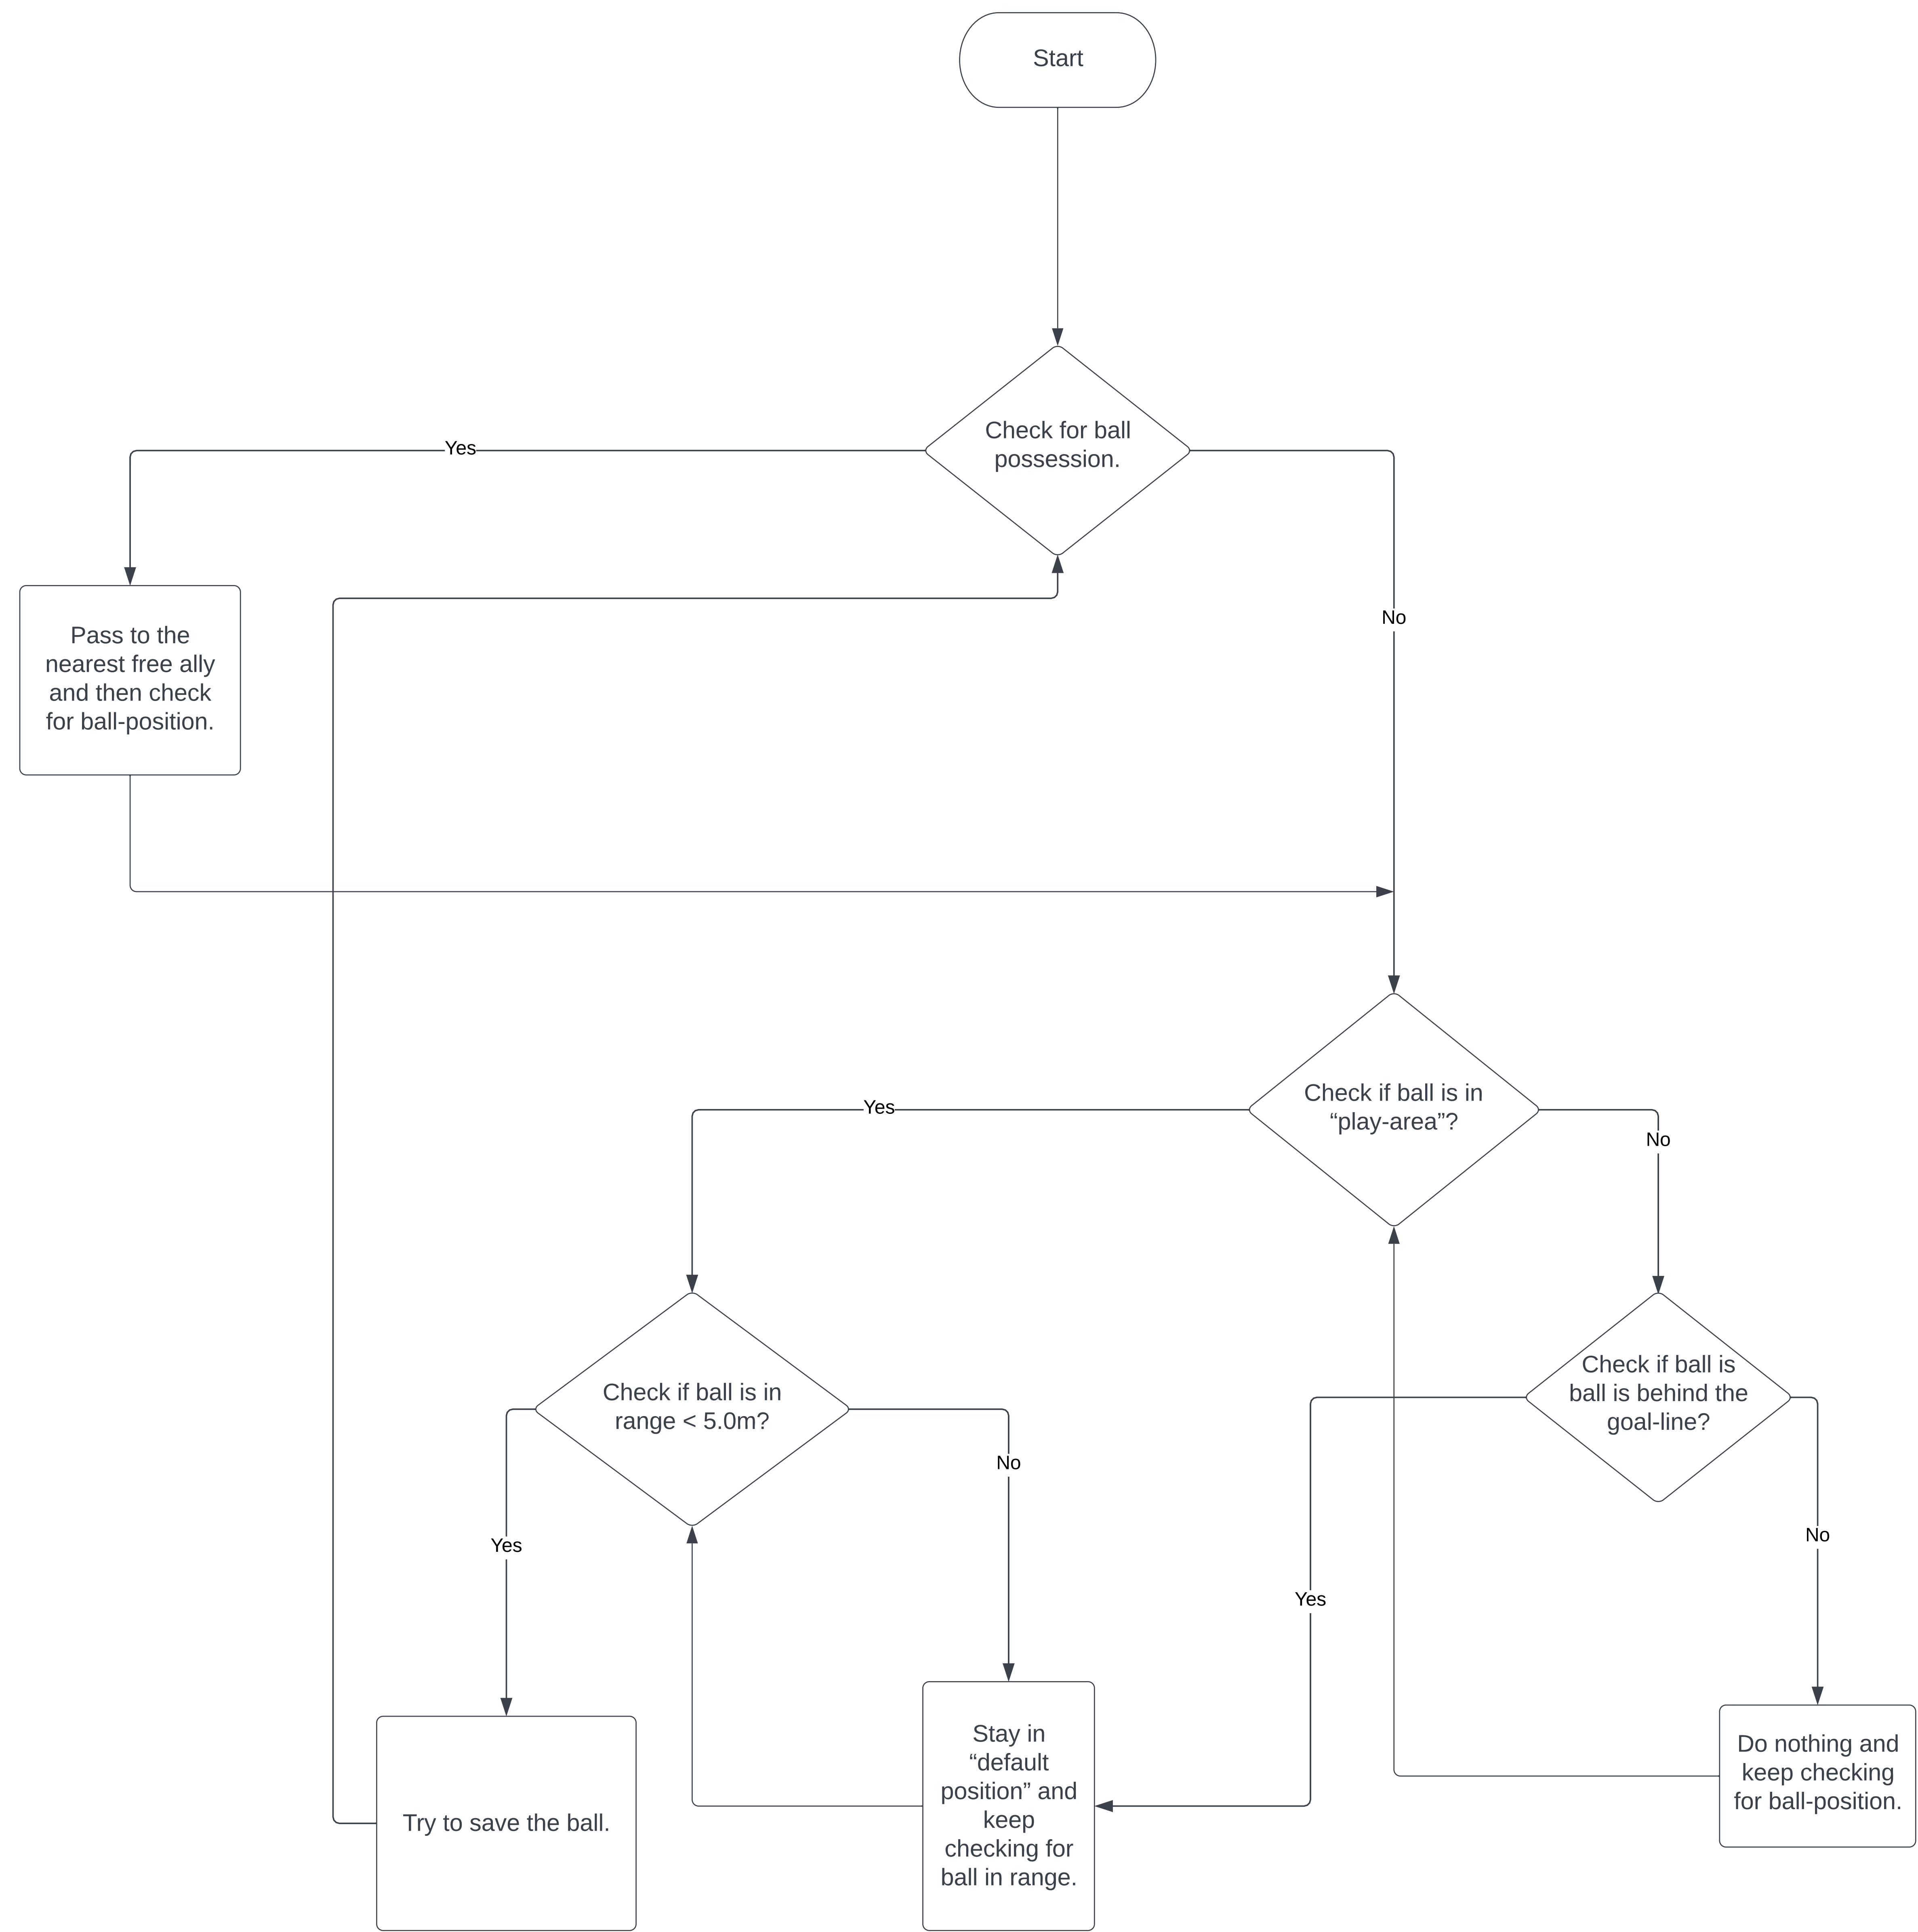 Start
Check for ball
possession.
Yes
No
Pass to the
nearest free ally
and then check
for ball-position.
Check if ball is in
“play-area”?
Yes
No
Check if ball is in
range < 5.0m?
Check if ball is
ball is behind the
goal-line?
No
Yes
No
Yes
Stay in
“default
position” and
keep
checking for
ball in range.
Do nothing and
keep checking
for ball-position.
Try to save the ball.